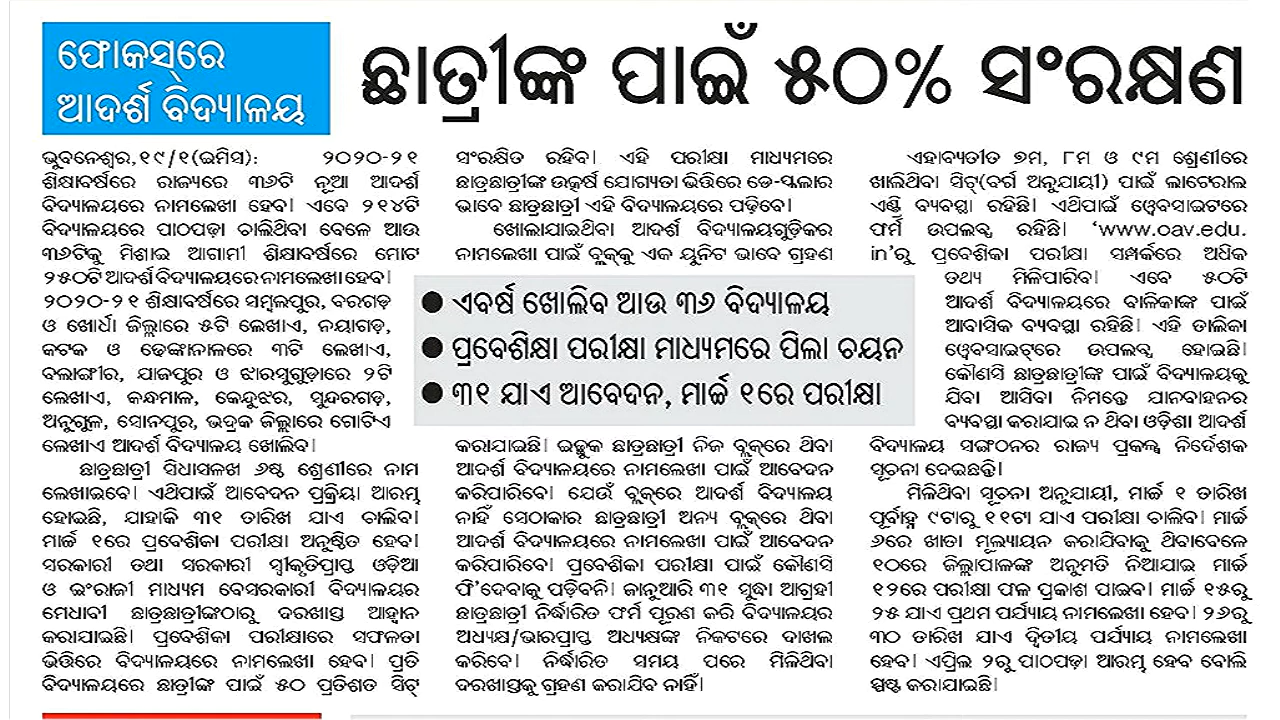 ଫୋକସ୍‌ରେ
ଆଦର୍ଶ ବିଦ୍ୟାଳୟ
ଛାତ୍ରୀଙ୍କ ପାଇଁ ୫୦% ସଂରକ୍ଷଣ
ଭୁବନେଶ୍ୱର,୧୯/୧(ଇମିସ): ୨୦୨୦-୨୧
ଶିକ୍ଷାବର୍ଷରେ ରାଜ୍ୟରେ ୩୬ଟି ନୂଆ ଆଦର୍ଶ
ବିଦ୍ୟାଳୟରେ ନାମଲେଖା ହେବ। ଏବେ ୨୧୪ଟି
ବିଦ୍ୟାଳୟରେ ପାଠପଢ଼ା ଚାଲିଥିବା ବେଳେ ଆଉ
୩୬ଟିକୁ ମିଶାଇ ଆଗାମୀ ଶିକ୍ଷାବର୍ଷରେ ମୋଟ
୨୫୦ଟି ଆଦର୍ଶ ବିଦ୍ୟାଳୟରେ ନାମଲେଖା ହେବ।
୨୦୨୦-୨୧ ଶିକ୍ଷାବର୍ଷରେ ସମ୍ବଲପୁର, ବରଗଡ଼
ଓ ଖୋର୍ଧା ଜିଲ୍ଲାରେ ୫ଟି ଲେଖାଏ, ନୟାଗଡ଼,
କଟକ ଓ ଢେଙ୍କାନାଳରେ ୩ଟି ଲେଖାଏ,
ବଲାଙ୍ଗୀର, ଯାଜପୁର ଓ ଝାରସୁଗୁଡ଼ାରେ ୨ଟି
ଲେଖାଏ, କନ୍ଧମାଳ, କେନ୍ଦୁଝର, ସୁନ୍ଦରଗଡ଼,
ଅନୁଗୁଳ, ସୋନପୁର, ଭଦ୍ରକ ଜିଲ୍ଲାରେ ଗୋଟିଏ
ଲେଖାଏ ଆଦର୍ଶ ବିଦ୍ୟାଳୟ ଖୋଲିବ।
ଛାତ୍ରଛାତ୍ରୀ ସିଧାସଳଖ ୬ଷ୍ଠ ଶ୍ରେଣୀରେ ନାମ
ଲେଖାଇବେ। ଏଥିପାଇଁ ଆବେଦନ ପ୍ରକ୍ରିୟା ଆରମ୍ଭ
ହୋଇଛି, ଯାହାକି ୩୧ ତାରିଖ ଯାଏ ଚାଲିବ।
ମାର୍ଚ୍ଚ ୧ରେ ପ୍ରବେଶିକା ପରୀକ୍ଷା ଅନୁଷ୍ଠିତ ହେବ।
ସରକାରୀ ତଥା ସରକାରୀ ସ୍ୱୀକୃତିପ୍ରାପ୍ତ ଓଡ଼ିଆ
ଓ ଇଂରାଜୀ ମାଧ୍ୟମ ବେସରକାରୀ ବିଦ୍ୟାଳୟର
ମେଧାବୀ ଛାତ୍ରଛାତ୍ରୀଙ୍କଠାରୁ ଦରଖାସ୍ତ ଆହ୍ୱାନ
କରାଯାଇଛି। ପ୍ରବେଶିକା ପରୀକ୍ଷାରେ ସଫଳତା
ଭିତ୍ତିରେ ବିଦ୍ୟାଳୟରେ ନାମଲେଖା ହେବ। ପ୍ରତି
ବିଦ୍ୟାଳୟରେ ଛାତ୍ରୀଙ୍କ ପାଇଁ ୫୦ ପ୍ରତିଶତ ସିଟ୍
ସଂରକ୍ଷିତ ରହିବ। ଏହି ପରୀକ୍ଷା ମାଧ୍ୟମରେ
ଛାତ୍ରଛାତ୍ରୀଙ୍କ ଉତ୍କର୍ଷ ଯୋଗ୍ୟତା ଭିତ୍ତିରେ ଡେ-ସ୍କଲାର
ଭାବେ ଛାତ୍ରଛାତ୍ରୀ ଏହି ବିଦ୍ୟାଳୟରେ ପଢ଼ିବେ।
ଖୋଲାଯାଇଥିବା ଆଦର୍ଶ ବିଦ୍ୟାଳୟଗୁଡ଼ିକର
ନାମଲେଖା ପାଇଁ ବ୍ଲକ୍‌କୁ ଏକ ୟୁନିଟ ଭାବେ ଗ୍ରହଣ
● ଏବର୍ଷ ଖୋଲିବ ଆଉ ୩୬ ବିଦ୍ୟାଳୟ
● ପ୍ରବେଶିକ୍ଷା ପରୀକ୍ଷା ମାଧ୍ୟମରେ ପିଲା ଚୟନ
● ୩୧ ଯାଏ ଆବେଦନ, ମାର୍ଚ୍ଚ ୧ରେ ପରୀକ୍ଷା
କରାଯାଇଛି। ଇଚ୍ଛୁକ ଛାତ୍ରଛାତ୍ରୀ ନିଜ ବ୍ଲକ୍‌ରେ ଥିବା
ଆଦର୍ଶ ବିଦ୍ୟାଳୟରେ ନାମଲେଖା ପାଇଁ ଆବେଦନ
କରିପାରିବେ। ଯେଉଁ ବ୍ଲକ୍‌ରେ ଆଦର୍ଶ ବିଦ୍ୟାଳୟ
ନାହିଁ ସେଠାକାର ଛାତ୍ରଛାତ୍ରୀ ଅନ୍ୟ ବ୍ଲକ୍‌ରେ ଥିବା
ଆଦର୍ଶ ବିଦ୍ୟାଳୟରେ ନାମଲେଖା ପାଇଁ ଆବେଦନ
କରିପାରିବେ। ପ୍ରବେଶିକା ପରୀକ୍ଷା ପାଇଁ କୌଣସି
ଫି'ଦେବାକୁ ପଡ଼ିବନି। ଜାନୁଆରି ୩୧ ସୁଦ୍ଧା ଆଗ୍ରହୀ
ଛାତ୍ରଛାତ୍ରୀ ନିର୍ଦ୍ଧାରିତ ଫର୍ମ ପୂରଣ କରି ବିଦ୍ୟାଳୟର
ଅଧ୍ୟକ୍ଷ/ଭାରପ୍ରାପ୍ତ ଅଧ୍ୟକ୍ଷଙ୍କ ନିକଟରେ ଦାଖଲ
କରିବେ। ନିର୍ଦ୍ଧାରିତ ସମୟ ପରେ ମିଳିଥିବା
ଦରଖାସ୍ତକୁ ଗ୍ରହଣ କରାଯିବ ନାହିଁ।
ଏହାବ୍ୟତୀତ ୭ମ, ୮ମ ଓ ୯ମ ଶ୍ରେଣୀରେ
ଖାଲିଥିବା ସିଟ୍(ବର୍ଗ ଅନୁଯାୟୀ) ପାଇଁ ଲାଟେରାଲ
ଏଣ୍ଟ୍ରି ବ୍ୟବସ୍ଥା ରହିଛି। ଏଥିପାଇଁ ୱେବସାଇଟରେ
ଫର୍ମ ଉପଲବ୍ଧ ରହିଛି। 'www.oav.edu.
in'ରୁ ପ୍ରବେଶିକା ପରୀକ୍ଷା ସମ୍ପର୍କରେ ଅଧିକ
ତଥ୍ୟ ମିଳିପାରିବ। ଏବେ ୫୦ଟି
ଆଦର୍ଶ ବିଦ୍ୟାଳୟରେ ବାଳିକାଙ୍କ ପାଇଁ
ଆବାସିକ ବ୍ୟବସ୍ଥା ରହିଛି। ଏହି ତାଲିକା
ୱେବସାଇଟ୍‌ରେ ଉପଲବ୍ଧ ହୋଇଛି।
କୌଣସି ଛାତ୍ରଛାତ୍ରୀଙ୍କ ପାଇଁ ବିଦ୍ୟାଳୟକୁ
ଯିବା ଆସିବା ନିମନ୍ତେ ଯାନବାହନର
ବ୍ୟବସ୍ଥା କରାଯାଇ ନ ଥିବା ଓଡ଼ିଶା ଆଦର୍ଶ
ବିଦ୍ୟାଳୟ ସଙ୍ଗଠନର ରାଜ୍ୟ ପ୍ରକଳ୍ପ ନିର୍ଦ୍ଦେଶକ
ସୂଚନା ଦେଇଛନ୍ତି।
ମିଳିଥିବା ସୂଚନା ଅନୁଯାୟୀ, ମାର୍ଚ୍ଚ ୧ ତାରିଖ
ପୂର୍ବାହ୍ନ ୯ଟାରୁ ୧୧ଟା ଯାଏ ପରୀକ୍ଷା ଚାଲିବ। ମାର୍ଚ୍ଚ
୬ରେ ଖାତା ମୂଲ୍ୟାୟନ କରାଯିବାକୁ ଥିବାବେଳେ
୧୦ରେ ଜିଲ୍ଲାପାଳଙ୍କ ଅନୁମତି ନିଆଯାଇ ମାର୍ଚ୍ଚ
୧୨ରେ ପରୀକ୍ଷା ଫଳ ପ୍ରକାଶ ପାଇବ। ମାର୍ଚ୍ଚ ୧୫ରୁ
୨୫ ଯାଏ ପ୍ରଥମ ପର୍ଯ୍ୟାୟ ନାମଲେଖା ହେବ। ୨୬ରୁ
୩୦ ତାରିଖ ଯାଏ ଦ୍ୱିତୀୟ ପର୍ଯ୍ୟାୟ ନାମଲେଖା
ହେବ। ଏପ୍ରିଲ ୨ରୁ ପାଠପଢ଼ା ଆରମ୍ଭ ହେବ ବୋଲି
ସ୍ପଷ୍ଟ କରାଯାଇଛି।